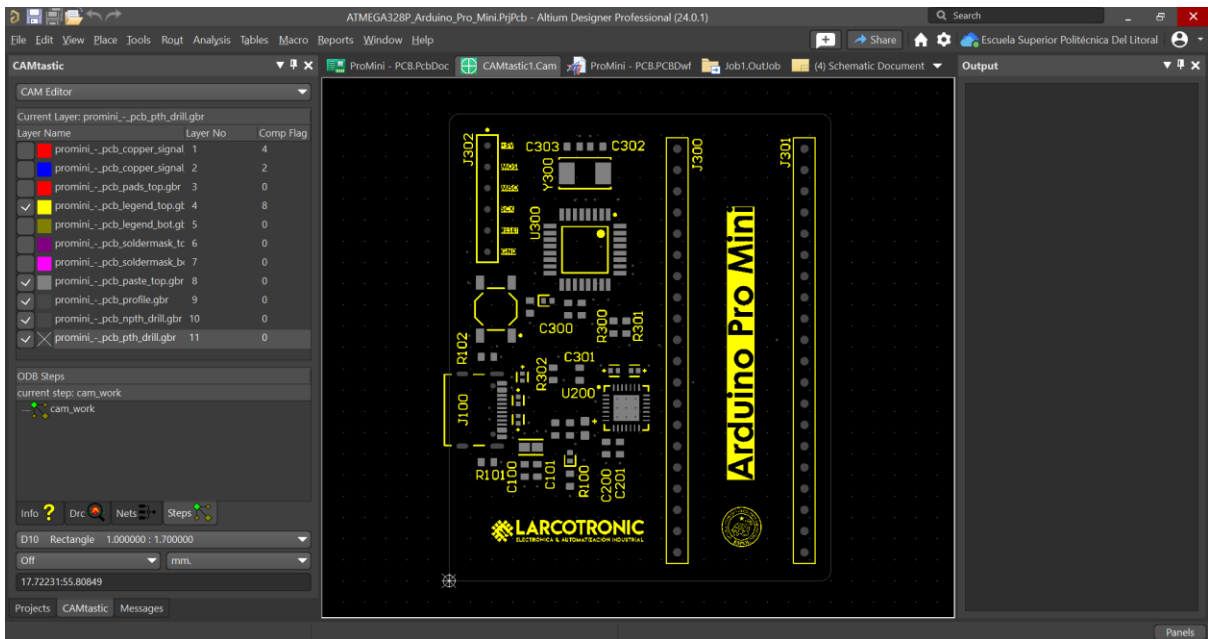 ATMEGA328P_Arduino_Pro_Mini.PrjPcb - Altium Designer Professional (24.0.1)
Search
File Edit View Place Tools Rout Analysis Tables Macro Reports Window Help
Share
Escuela Superior Politécnica Del Litoral
CAMtastic
ProMini - PCB.PcbDoc
CAMtastic1.Cam
ProMini - PCB.PCBDwf
Job1.OutJob
(4) Schematic Document
Output
CAM Editor
Current Layer: promini_-_pcb_pth_drill.gbr
Layer Name Layer No Comp Flag
promini_-_pcb_copper_signal 1 4
promini_-_pcb_copper_signal 2 2
promini_-_pcb_pads_top.gbr 3 0
promini_-_pcb_legend_top.gt 4 8
promini_-_pcb_legend_bot.gt 5 0
promini_-_pcb_soldermask_tc 6 0
promini_-_pcb_soldermask_bo 7 0
promini_-_pcb_paste_top.gbr 8 0
promini_-_pcb_profile.gbr 9 0
promini_-_pcb_npth_drill.gbr 10 0
promini_-_pcb_pth_drill.gbr 11 0
ODB Steps
current step: cam_work
cam_work
Info ? Drc Nets Steps
D10 Rectangle 1.000000 : 1.700000
Off mm.
17.72231:55.80849
Projects CAMtastic Messages
Panels
J302
C303
C302
J300
J301
Y300
MOSI
MISO
SCK
RESET
GND
U300
C300
R300
R301
R102
C301
R302
U200
J100
R101
C100
C101
R100
C200
C201
Arduino Pro Mini
LARCOTRONIC
ELECTRONICA & AUTOMATIZACION INDUSTRIAL
ESPOL